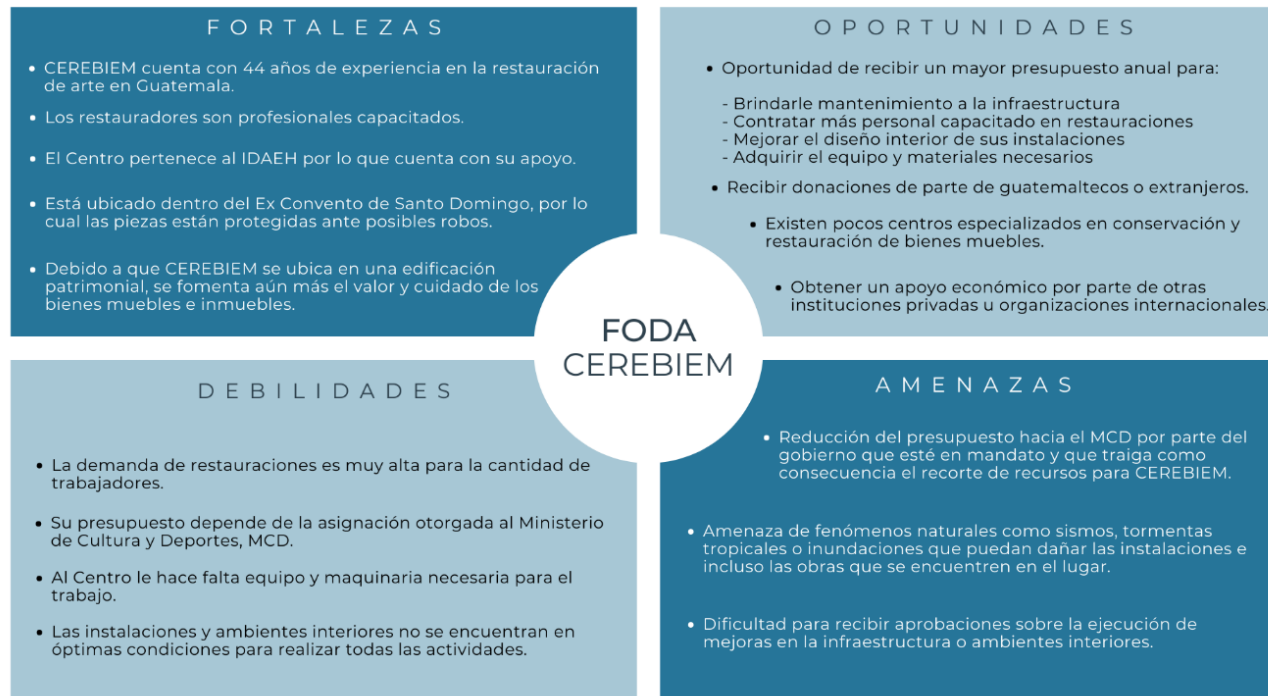 FORTALEZAS
• CEREBIEM cuenta con 44 años de experiencia en la restauración
de arte en Guatemala.
• Los restauradores son profesionales capacitados.
• El Centro pertenece al IDAEH por lo que cuenta con su apoyo.
• Está ubicado dentro del Ex Convento de Santo Domingo, por lo
cual las piezas están protegidas ante posibles robos.
• Debido a que CEREBIEM se ubica en una edificación
patrimonial, se fomenta aún más el valor y cuidado de los
bienes muebles e inmuebles.
OPORTUNIDADES
• Oportunidad de recibir un mayor presupuesto anual para:
- Brindarle mantenimiento a la infraestructura
- Contratar más personal capacitado en restauraciones
- Mejorar el diseño interior de sus instalaciones
- Adquirir el equipo y materiales necesarios
• Recibir donaciones de parte de guatemaltecos o extranjeros.
• Existen pocos centros especializados en conservación y
restauración de bienes muebles.
• Obtener un apoyo económico por parte de otras
instituciones privadas u organizaciones internacionales.
FODA
CEREBIEM
DEBILIDADES
• La demanda de restauraciones es muy alta para la cantidad de
trabajadores.
• Su presupuesto depende de la asignación otorgada al Ministerio
de Cultura y Deportes, MCD.
• Al Centro le hace falta equipo y maquinaria necesaria para el
trabajo.
• Las instalaciones y ambientes interiores no se encuentran en
óptimas condiciones para realizar todas las actividades.
AMENAZAS
• Reducción del presupuesto hacia el MCD por parte del
gobierno que esté en mandato y que traiga como
consecuencia el recorte de recursos para CEREBIEM.
• Amenaza de fenómenos naturales como sismos, tormentas
tropicales o inundaciones que puedan dañar las instalaciones e
incluso las obras que se encuentren en el lugar.
• Dificultad para recibir aprobaciones sobre la ejecución de
mejoras en la infraestructura o ambientes interiores.